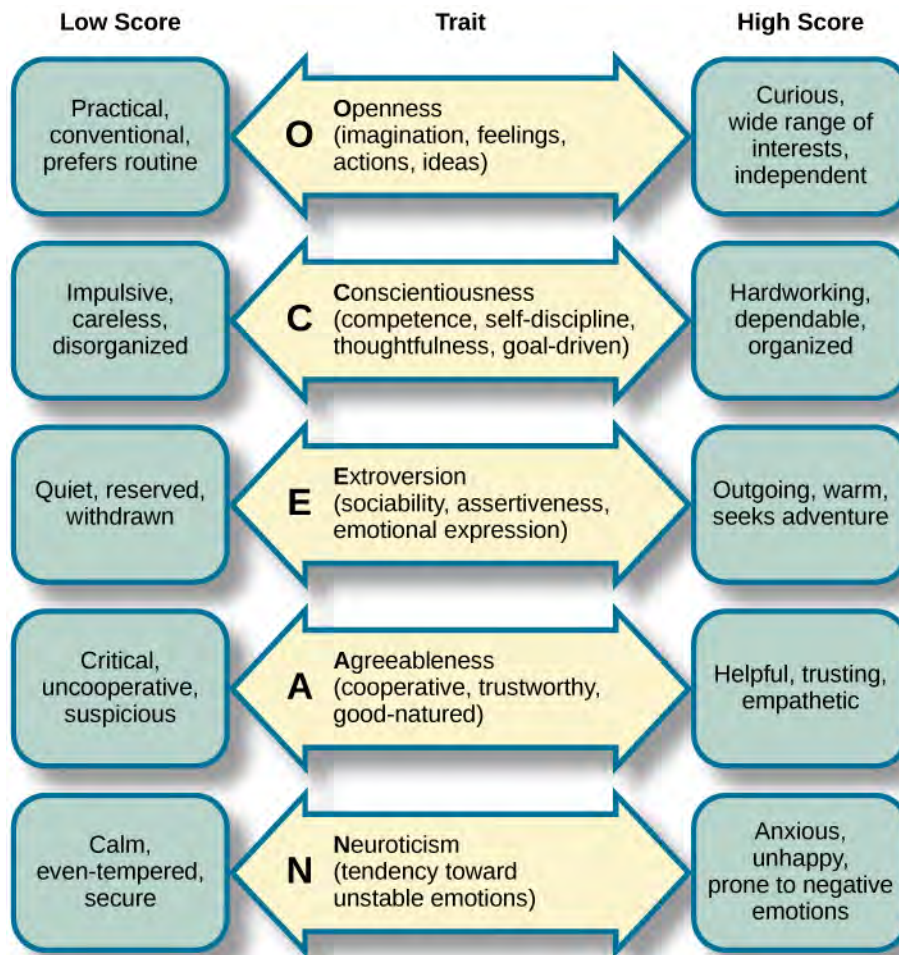 Low Score
Trait
High Score
Practical,
conventional,
prefers routine
O
Openness
(imagination, feelings,
actions, ideas)
Curious,
wide range of
interests,
independent
Impulsive,
careless,
disorganized
C
Conscientiousness
(competence, self-discipline,
thoughtfulness, goal-driven)
Hardworking,
dependable,
organized
Quiet, reserved,
withdrawn
E
Extroversion
(sociability, assertiveness,
emotional expression)
Outgoing, warm,
seeks adventure
Critical,
uncooperative,
suspicious
A
Agreeableness
(cooperative, trustworthy,
good-natured)
Helpful, trusting,
empathetic
Calm,
even-tempered,
secure
N
Neuroticism
(tendency toward
unstable emotions)
Anxious,
unhappy,
prone to negative
emotions